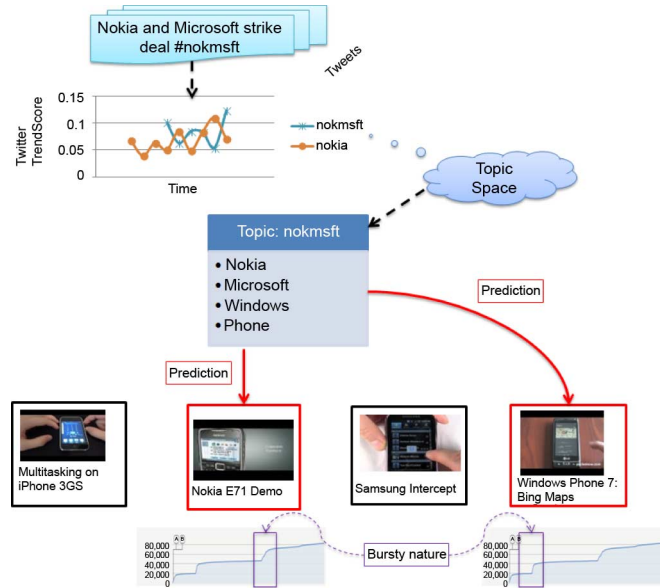 Nokia and Microsoft strike
deal #nokmsft
Tweets
0.15
0.1
0.05
0
Twitter
TrendScore
Time
nokmsft
nokia
Topic
Space
Topic: nokmsft
• Nokia
• Microsoft
• Windows
• Phone
Prediction
Prediction
Multitasking on
iPhone 3GS
Nokia E71 Demo
Samsung Intercept
Windows Phone 7:
Bing Maps
Bursty nature
A B
80,000
60,000
40,000
20,000
0
A B
80,000
60,000
40,000
20,000
0